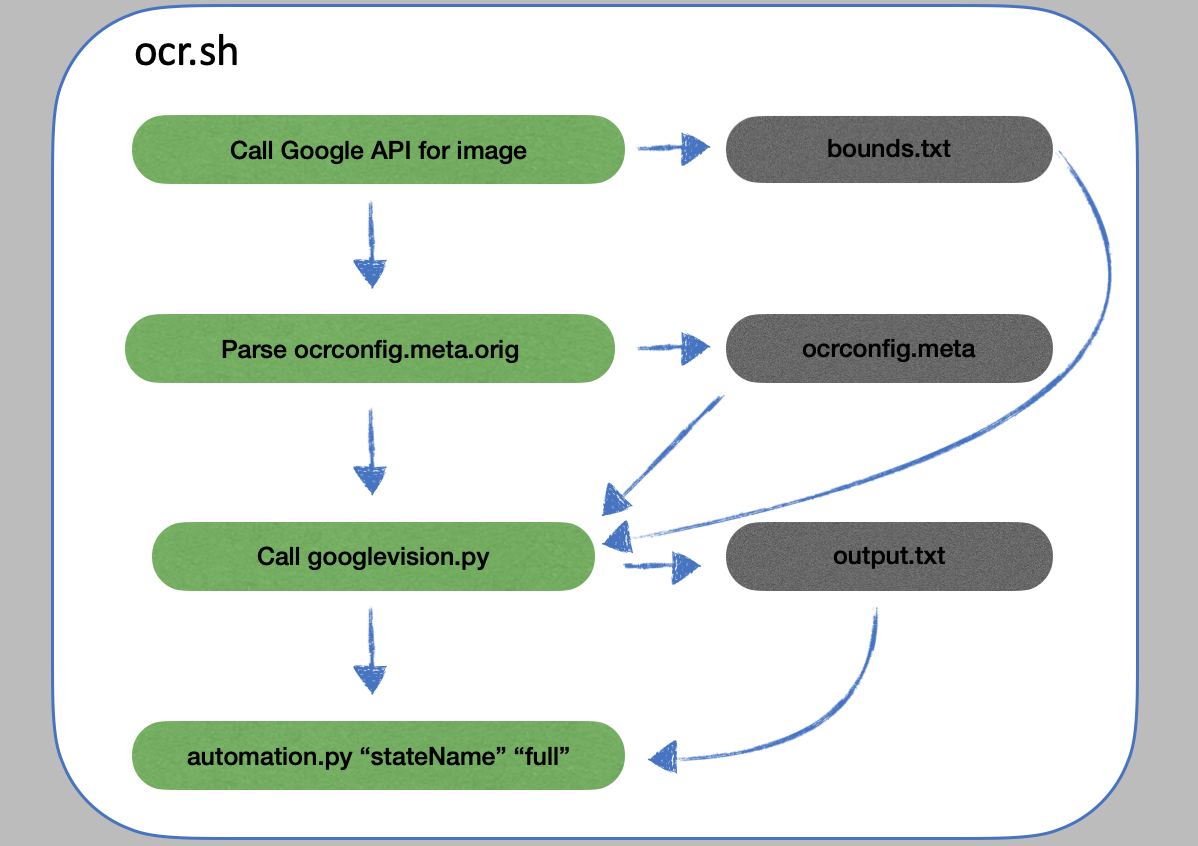 ocr.sh
Call Google API for image
bounds.txt
Parse ocrconfig.meta.orig
ocrconfig.meta
Call googlevision.py
output.txt
automation.py “stateName” “full”